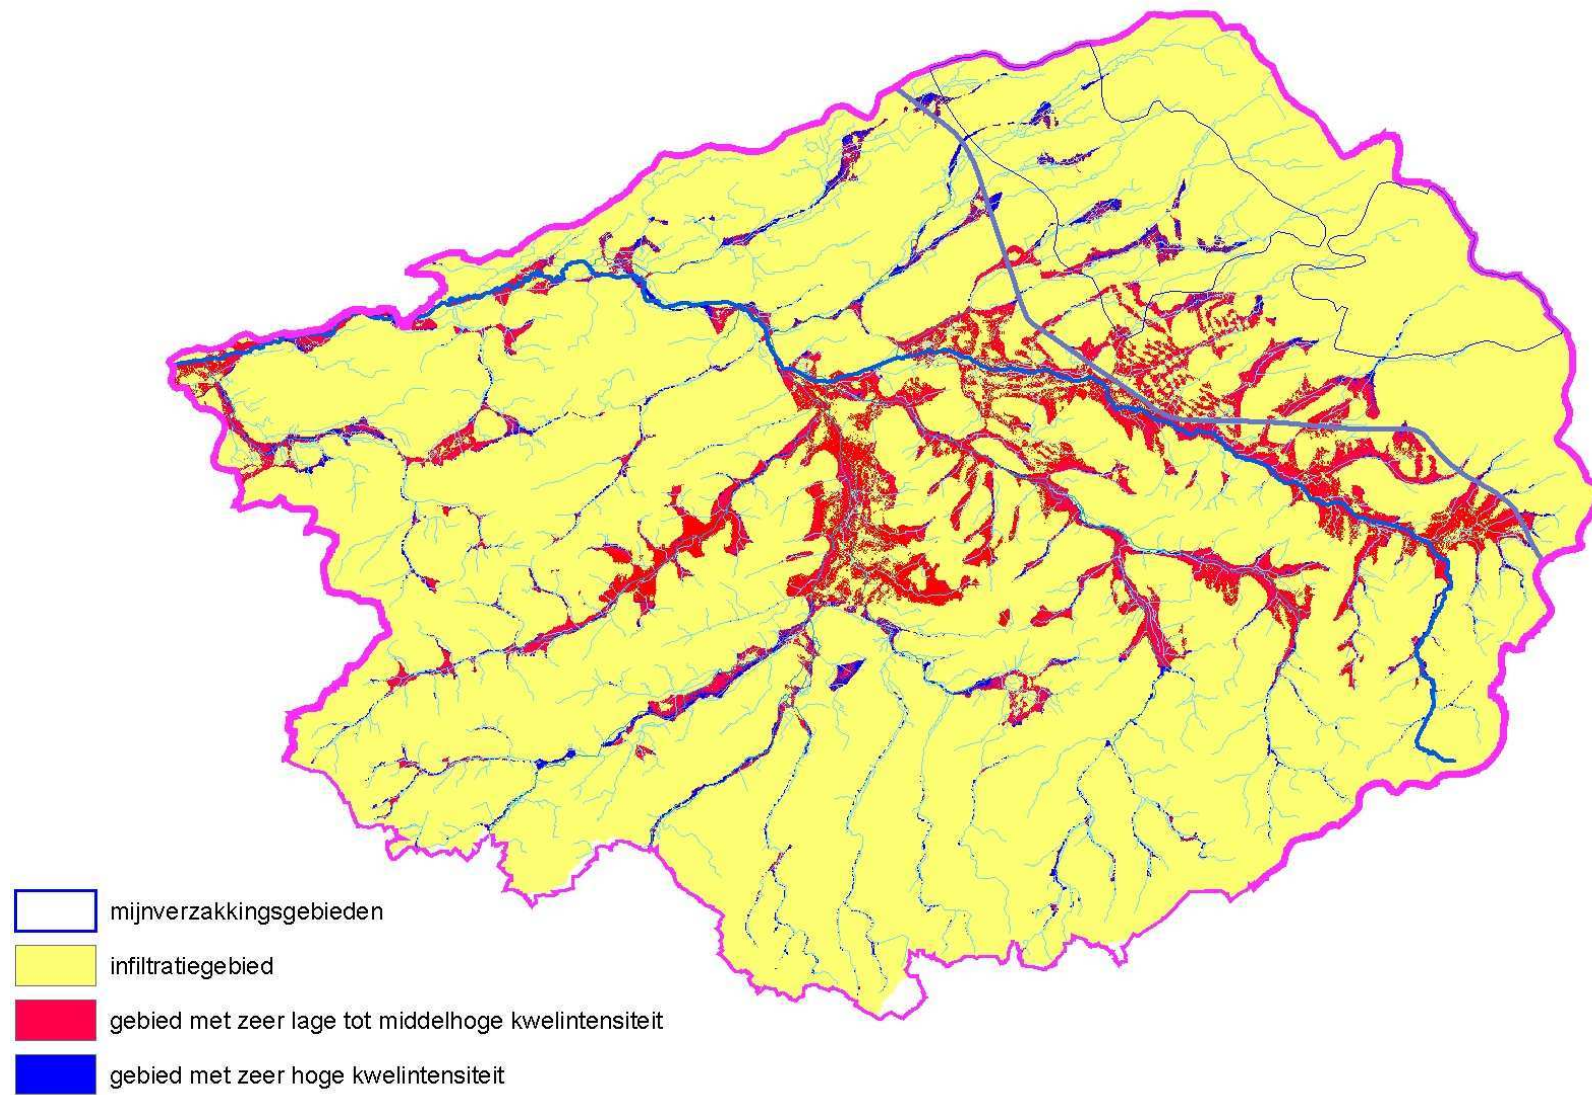 mijnverzakkingsgebieden
infiltratiegebied
gebied met zeer lage tot middelhoge kwelintensiteit
gebied met zeer hoge kwelintensiteit